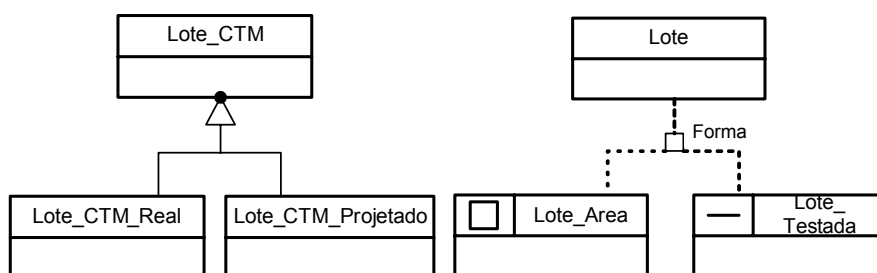 Lote_CTM
Lote
Forma
Lote_CTM_Real
Lote_CTM_Projetado
Lote_Area
Lote_
Testada